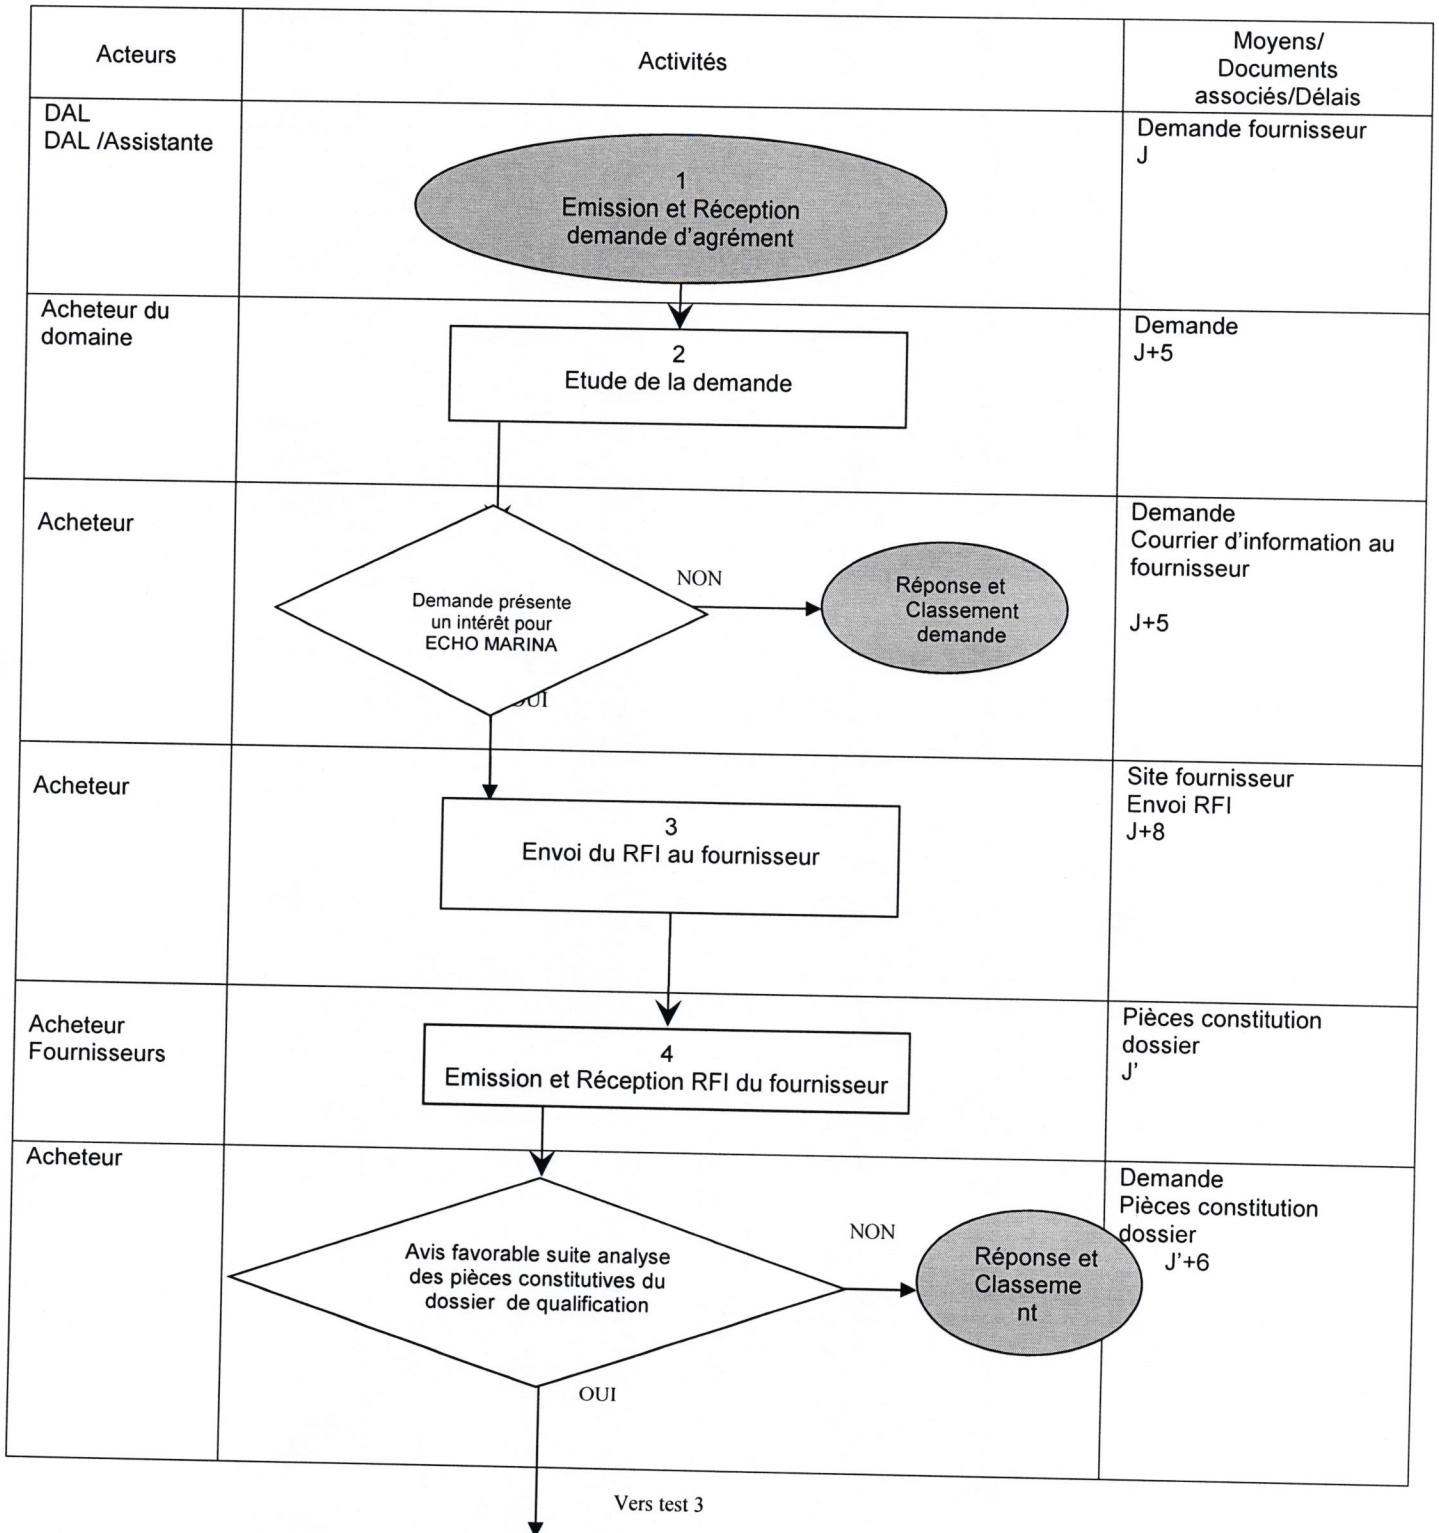 Acteurs
Activités
Moyens/
Documents
associés/Délais
DAL
DAL /Assistante
1
Emission et Réception
demande d'agrément
Demande fournisseur
J
Acheteur du
domaine
2
Etude de la demande
Demande
J+5
Acheteur
Demande présente
un intérêt pour
ECHO MARINA
NON
Réponse et
Classement
demande
OUI
Demande
Courrier d'information au
fournisseur
J+5
Acheteur
3
Envoi du RFI au fournisseur
Site fournisseur
Envoi RFI
J+8
Acheteur
Fournisseurs
4
Emission et Réception RFI du fournisseur
Pièces constitution
dossier
J'
Acheteur
Avis favorable suite analyse
des pièces constitutives du
dossier de qualification
NON
Réponse et
Classeme
nt
OUI
Demande
Pièces constitution
dossier
J'+6
Vers test 3